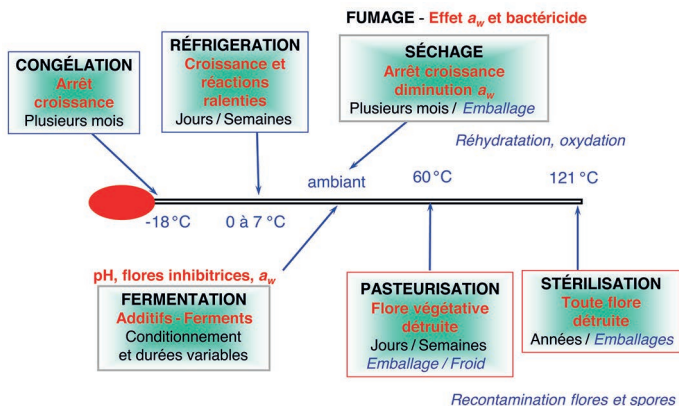 FUMAGE - Effet aw et bactéricide
CONGÉLATION
Arrêt
croissance
Plusieurs mois
RÉFRIGERATION
Croissance et
réactions
ralenties
Jours / Semaines
SÉCHAGE
Arrêt croissance
diminution aw
Plusieurs mois / Emballage
Réhydratation, oxydation
ambiant
60 °C
121 °C
-18 °C
0 à 7 °C
pH, flores inhibitrices, aw
FERMENTATION
Additifs - Ferments
Conditionnement
et durées variables
PASTEURISATION
Flore végétative
détruite
Jours / Semaines
Emballage / Froid
STÉRILISATION
Toute flore
détruite
Années / Emballages
Recontamination flores et spores